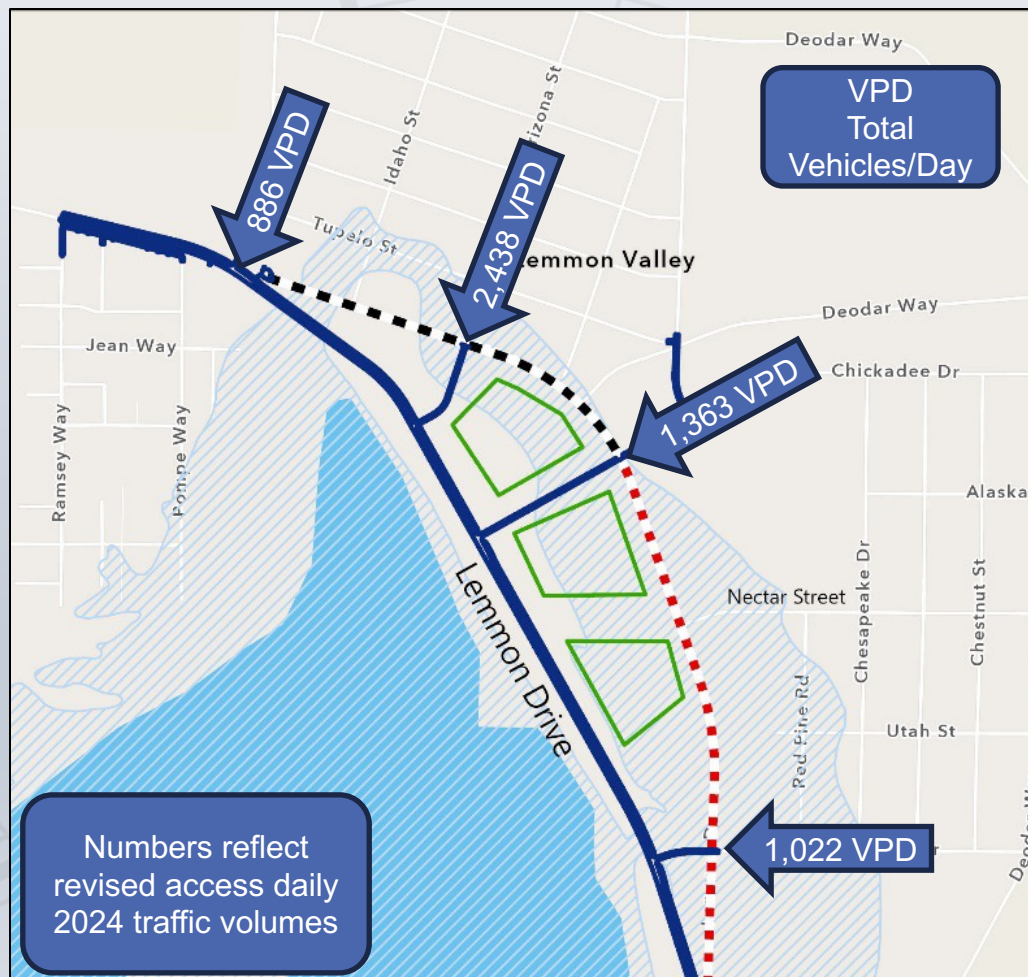 Deodar Way
VPD
Total
Vehicles/Day
886 VPD
Idaho St
2,438 VPD
Tupelo St
Lemmon Valley
Deodar Way
Jean Way
Chickadee Dr
1,363 VPD
Ramsey Way
Pompe Way
Alaska
Chesapeake Dr
Chestnut St
Nectar Street
Lemmon Drive
Red Pine Rd
Utah St
1,022 VPD
Numbers reflect
revised access daily
2024 traffic volumes